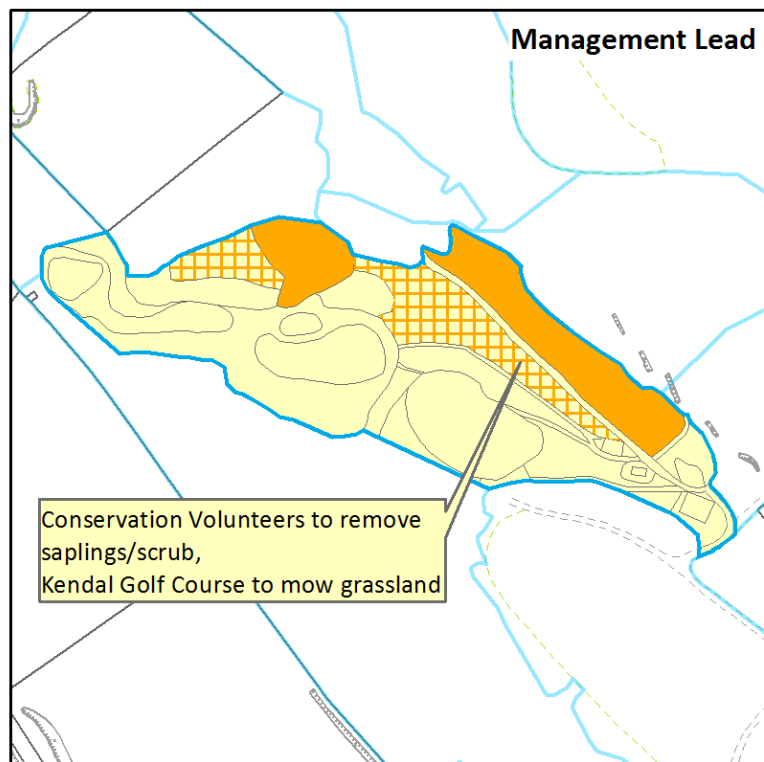 Management Lead
Conservation Volunteers to remove
saplings/scrub,
Kendal Golf Course to mow grassland